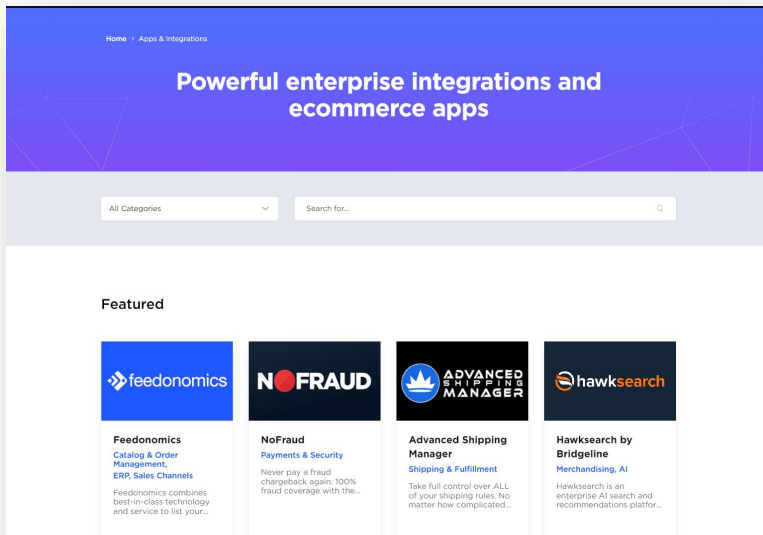 Home > Apps & Integrations
Powerful enterprise integrations and
ecommerce apps
All Categories
Search for...
Featured
feedonomics
NOFRAUD
ADVANCED
SHIPPING
MANAGER
hawksearch
Feedonomics
Catalog & Order
Management,
ERP, Sales Channels
Feedonomics combines
best-in-class technology
and service to list your...
NoFraud
Payments & Security
Never pay a fraud
chargeback again: 100%
fraud coverage with the...
Advanced Shipping
Manager
Shipping & Fulfillment
Take full control over ALL
of your shipping rules. No
matter how complicated...
Hawksearch by
Bridgeline
Merchandising, AI
Hawksearch is an
enterprise AI search and
recommendations platfor...